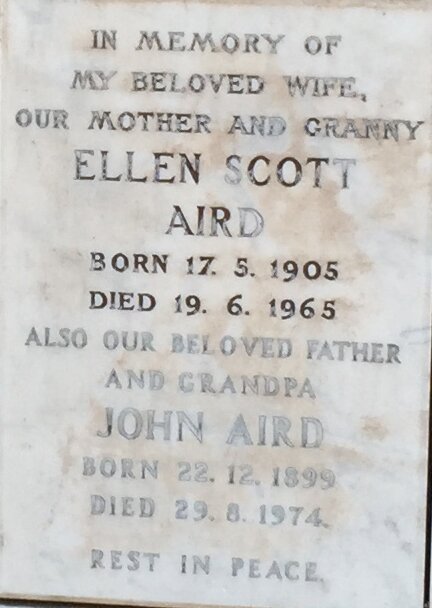 IN MEMORY OF
MY BELOVED WIFE,
OUR MOTHER AND GRANNY
ELLEN SCOTT
AIRD
BORN 17. 5. 1905
DIED 19. 6. 1965
ALSO OUR BELOVED FATHER
AND GRANDPA
JOHN AIRD
BORN 22. 12. 1899
DIED 29. 8. 1974.
REST IN PEACE.